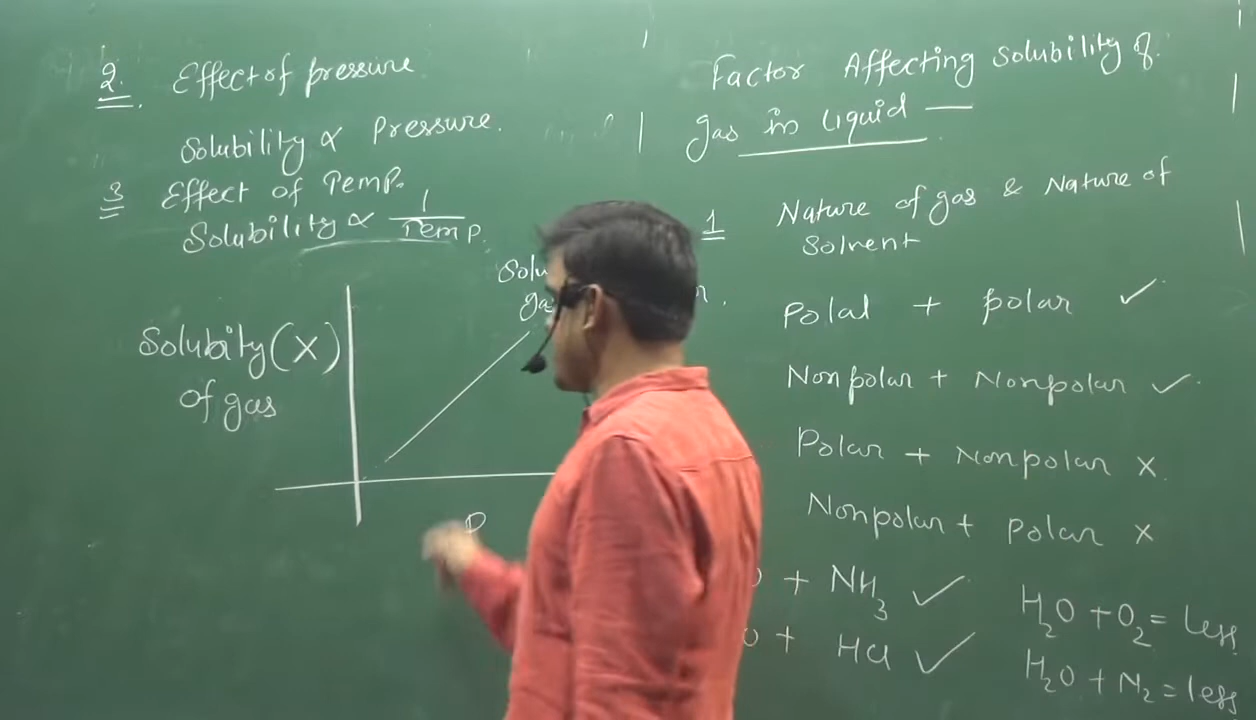 2. Effect of pressure
Solubility ∝ Pressure.
3 Effect of Temp.
Solubility ∝ 1/Temp.
Solubity (X)
of gas
P
Factor Affecting Solubility of
gas in Liquid —
1 Nature of gas & Nature of
Solvent
Polal + polar ✓
Nonpolar + Nonpolar ✓
Polar + Nonpolar X
Nonpolar + polar X
+ NH3 ✓
+ HCl ✓
H2O + O2 = Less
H2O + N2 = less